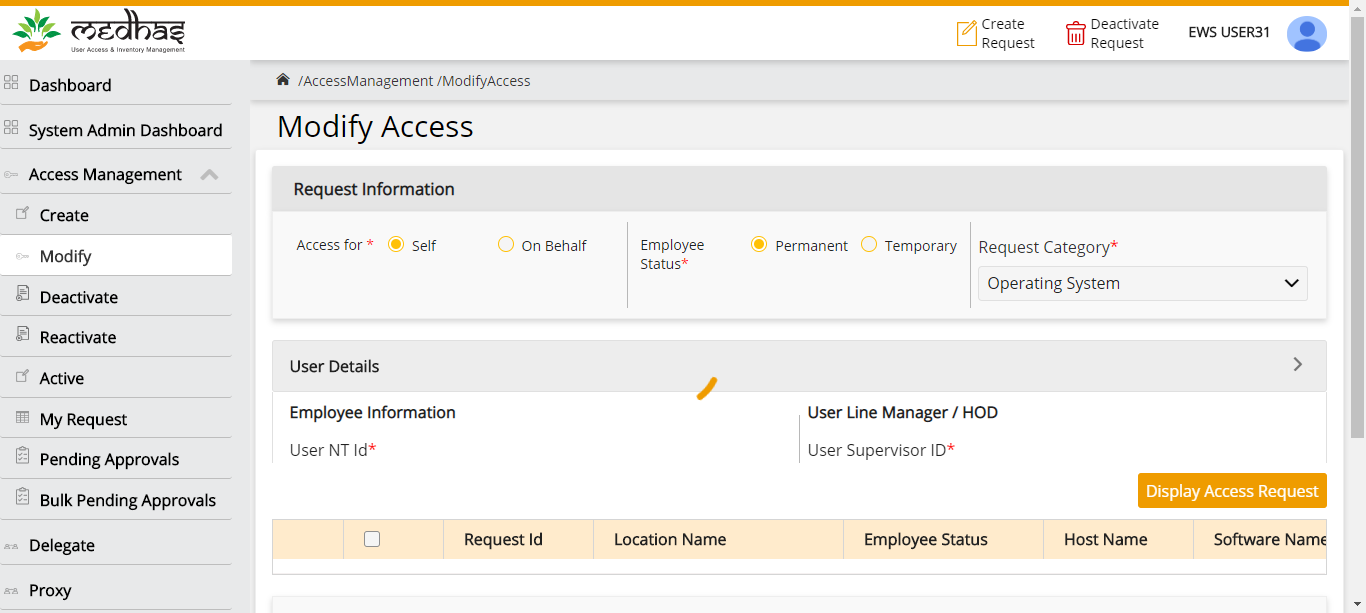 medhas
User Access & Inventory Management
Create
Request
Deactivate
Request
EWS USER31
Dashboard
System Admin Dashboard
Access Management
Create
Modify
Deactivate
Reactivate
Active
My Request
Pending Approvals
Bulk Pending Approvals
Delegate
Proxy
/AccessManagement /ModifyAccess
Modify Access
Request Information
Access for * Self On Behalf
Employee
Status*
Permanent Temporary
Request Category*
Operating System
User Details
Employee Information
User NT Id*
User Line Manager / HOD
User Supervisor ID*
Display Access Request
Request Id Location Name Employee Status Host Name Software Name